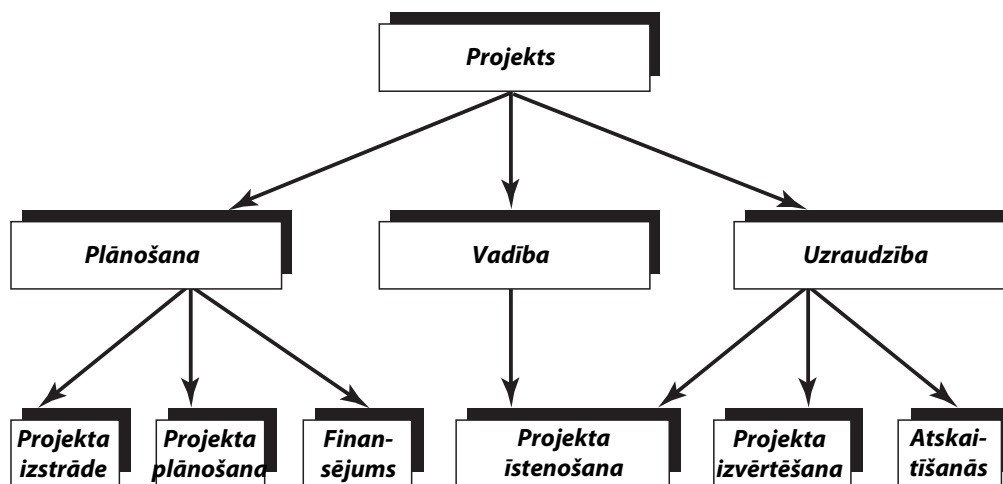 Projekts
Plānošana
Vadība
Uzraudzība
Projekta
izstrāde
Projekta
plānošana
Finan-
sējums
Projekta
īstenošana
Projekta
izvērtēšana
Atskai-
tīšanās